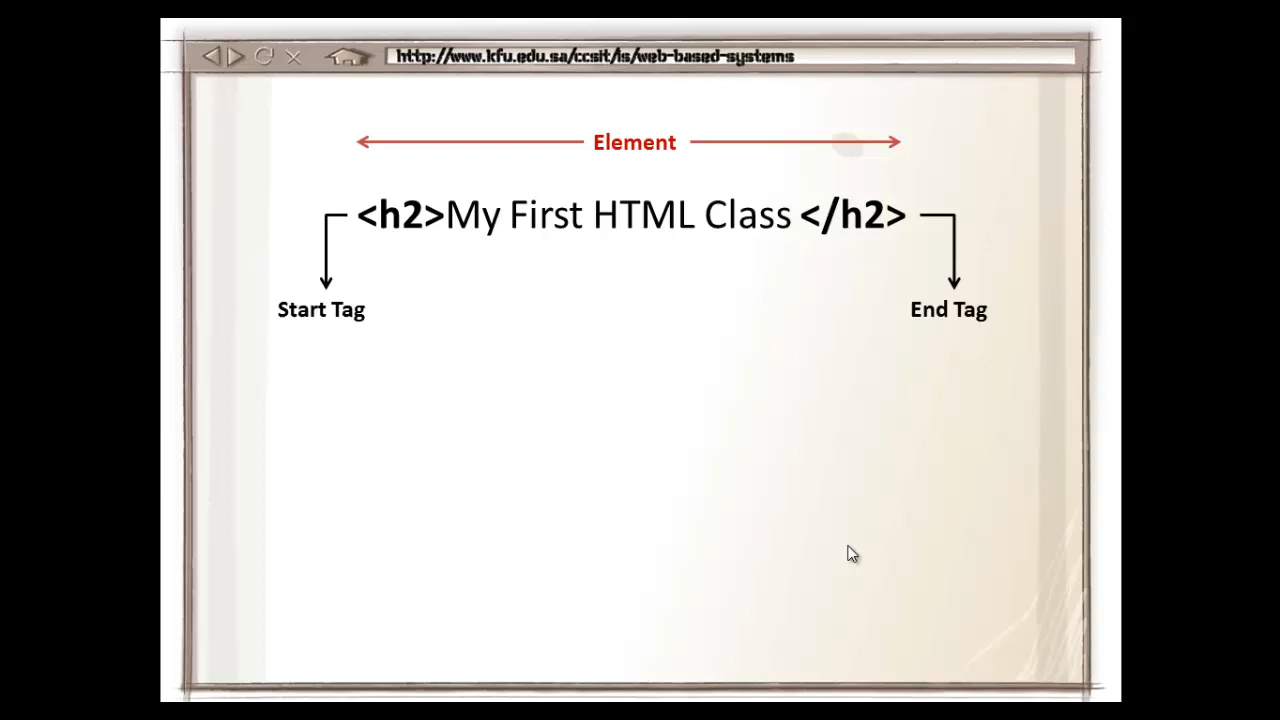 http://www.kfu.edu.sa/ccsit/is/web-based-systems
Element
<h2>My First HTML Class </h2>
Start Tag
End Tag